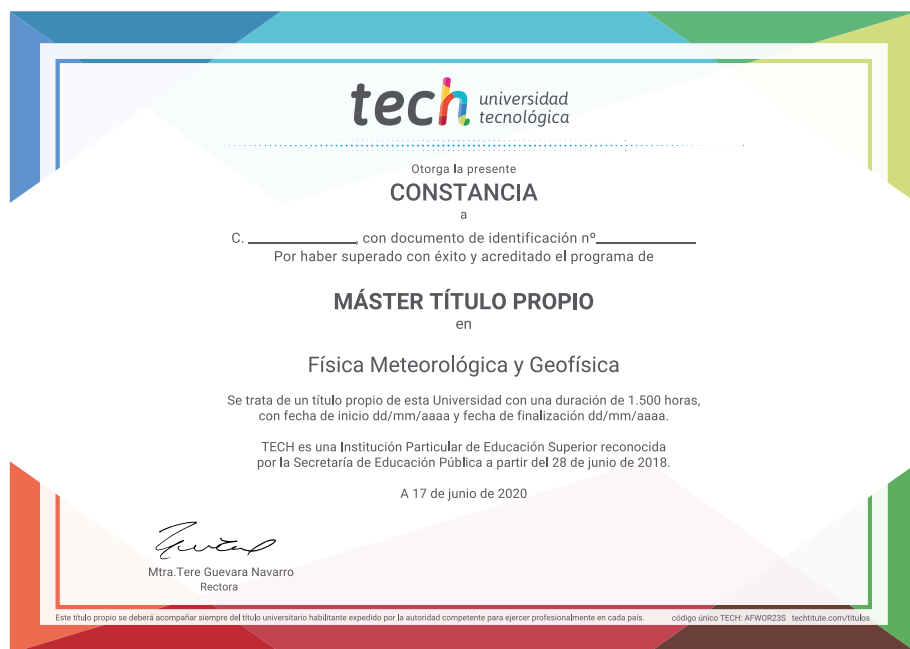 tech universidad
tecnológica
Otorga la presente
CONSTANCIA
a
C. ____________, con documento de identificación nº____________
Por haber superado con éxito y acreditado el programa de
MÁSTER TÍTULO PROPIO
en
Física Meteorológica y Geofísica
Se trata de un título propio de esta Universidad con una duración de 1.500 horas,
con fecha de inicio dd/mm/aaaa y fecha de finalización dd/mm/aaaa.
TECH es una Institución Particular de Educación Superior reconocida
por la Secretaría de Educación Pública a partir del 28 de junio de 2018.
A 17 de junio de 2020
Mtra.Tere Guevara Navarro
Rectora
Este título propio se deberá acompañar siempre del título universitario habilitante expedido por la autoridad competente para ejercer profesionalmente en cada país. código único TECH: AFWOR23S techtitute.com/titulos